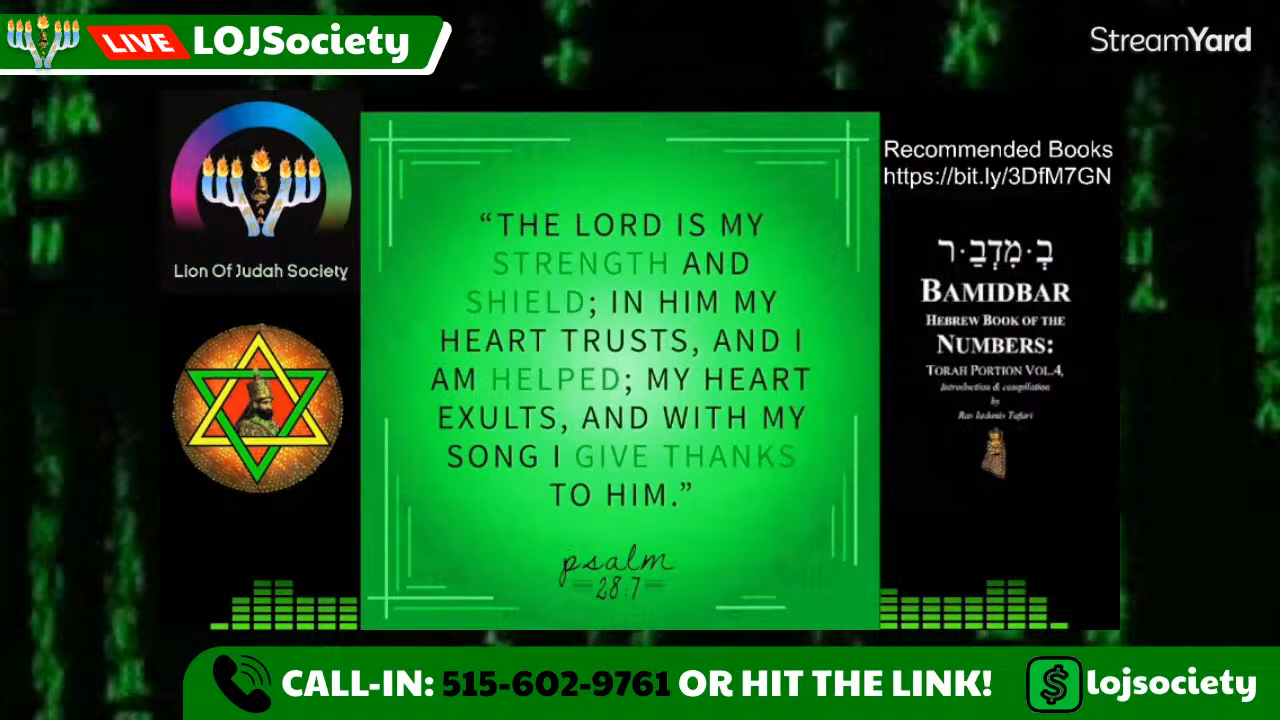 LIVE LOJSociety
StreamYard
Lion Of Judah Society
“THE LORD IS MY
STRENGTH AND
SHIELD; IN HIM MY
HEART TRUSTS, AND I
AM HELPED; MY HEART
EXULTS, AND WITH MY
SONG I GIVE THANKS
TO HIM.”
psalm
28:7
Recommended Books
https://bit.ly/3DfM7GN
בְּ·מִדְבַּ·ר
BAMIDBAR
HEBREW BOOK OF THE
NUMBERS:
TORAH PORTION VOL.4,
Introduction & compilation
by
Ras Iadonis Tafari
CALL-IN: 515-602-9761 OR HIT THE LINK!
$ lojsociety